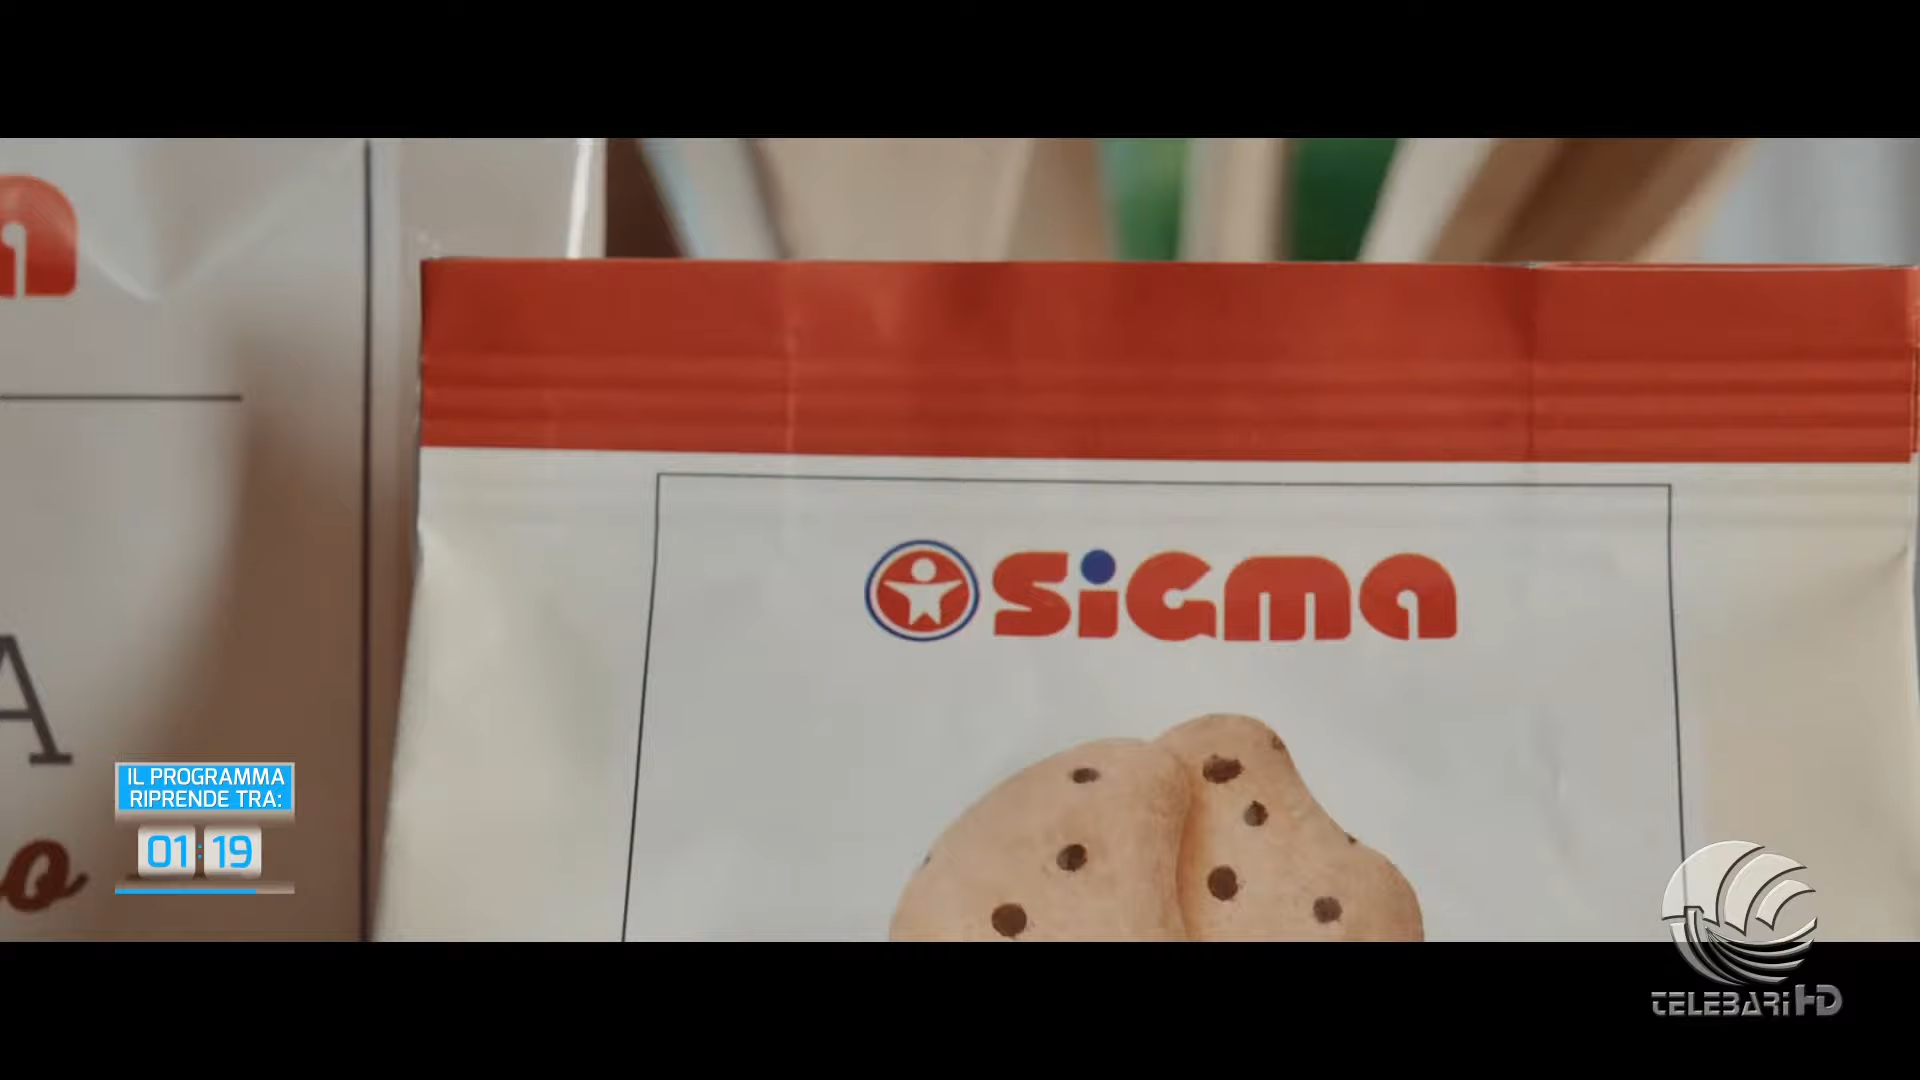 a
A
o
sigma
IL PROGRAMMA
RIPRENDE TRA:
01:19
TELEBARI HD